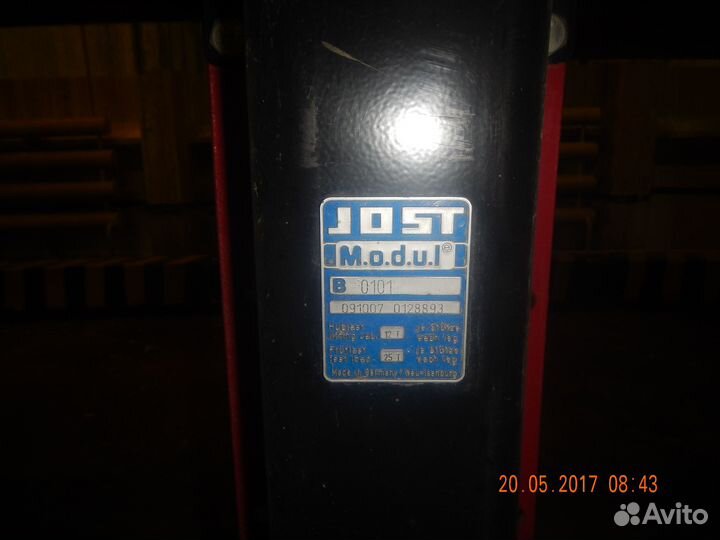 JOST
M.o.d.u.l®
B 0101
091007 0128893
Hublast 12 T je Stütze
lifting cap. each leg
Prüflast 25 T je Stütze
test load each leg
Made in Germany / Neu-Isenburg
20.05.2017 08:43
Avito